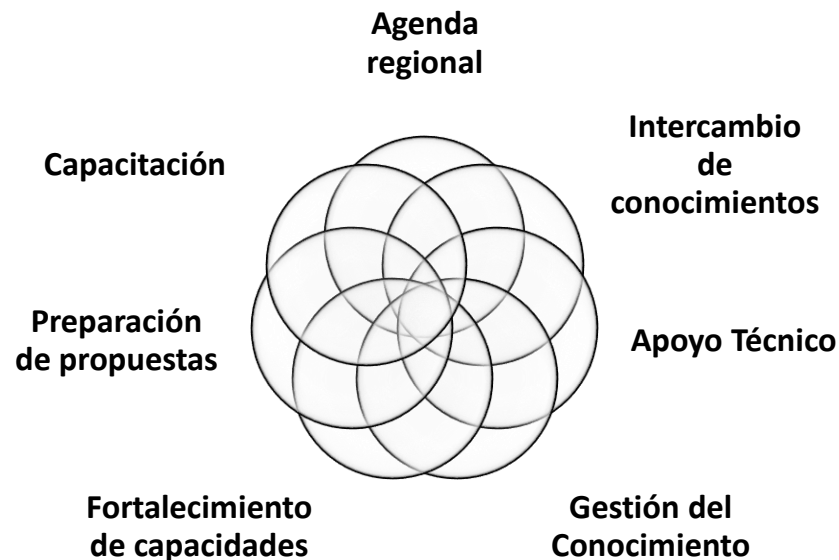 Agenda
regional
Intercambio
de
conocimientos
Capacitación
Preparación
de propuestas
Apoyo Técnico
Fortalecimiento
de capacidades
Gestión del
Conocimiento